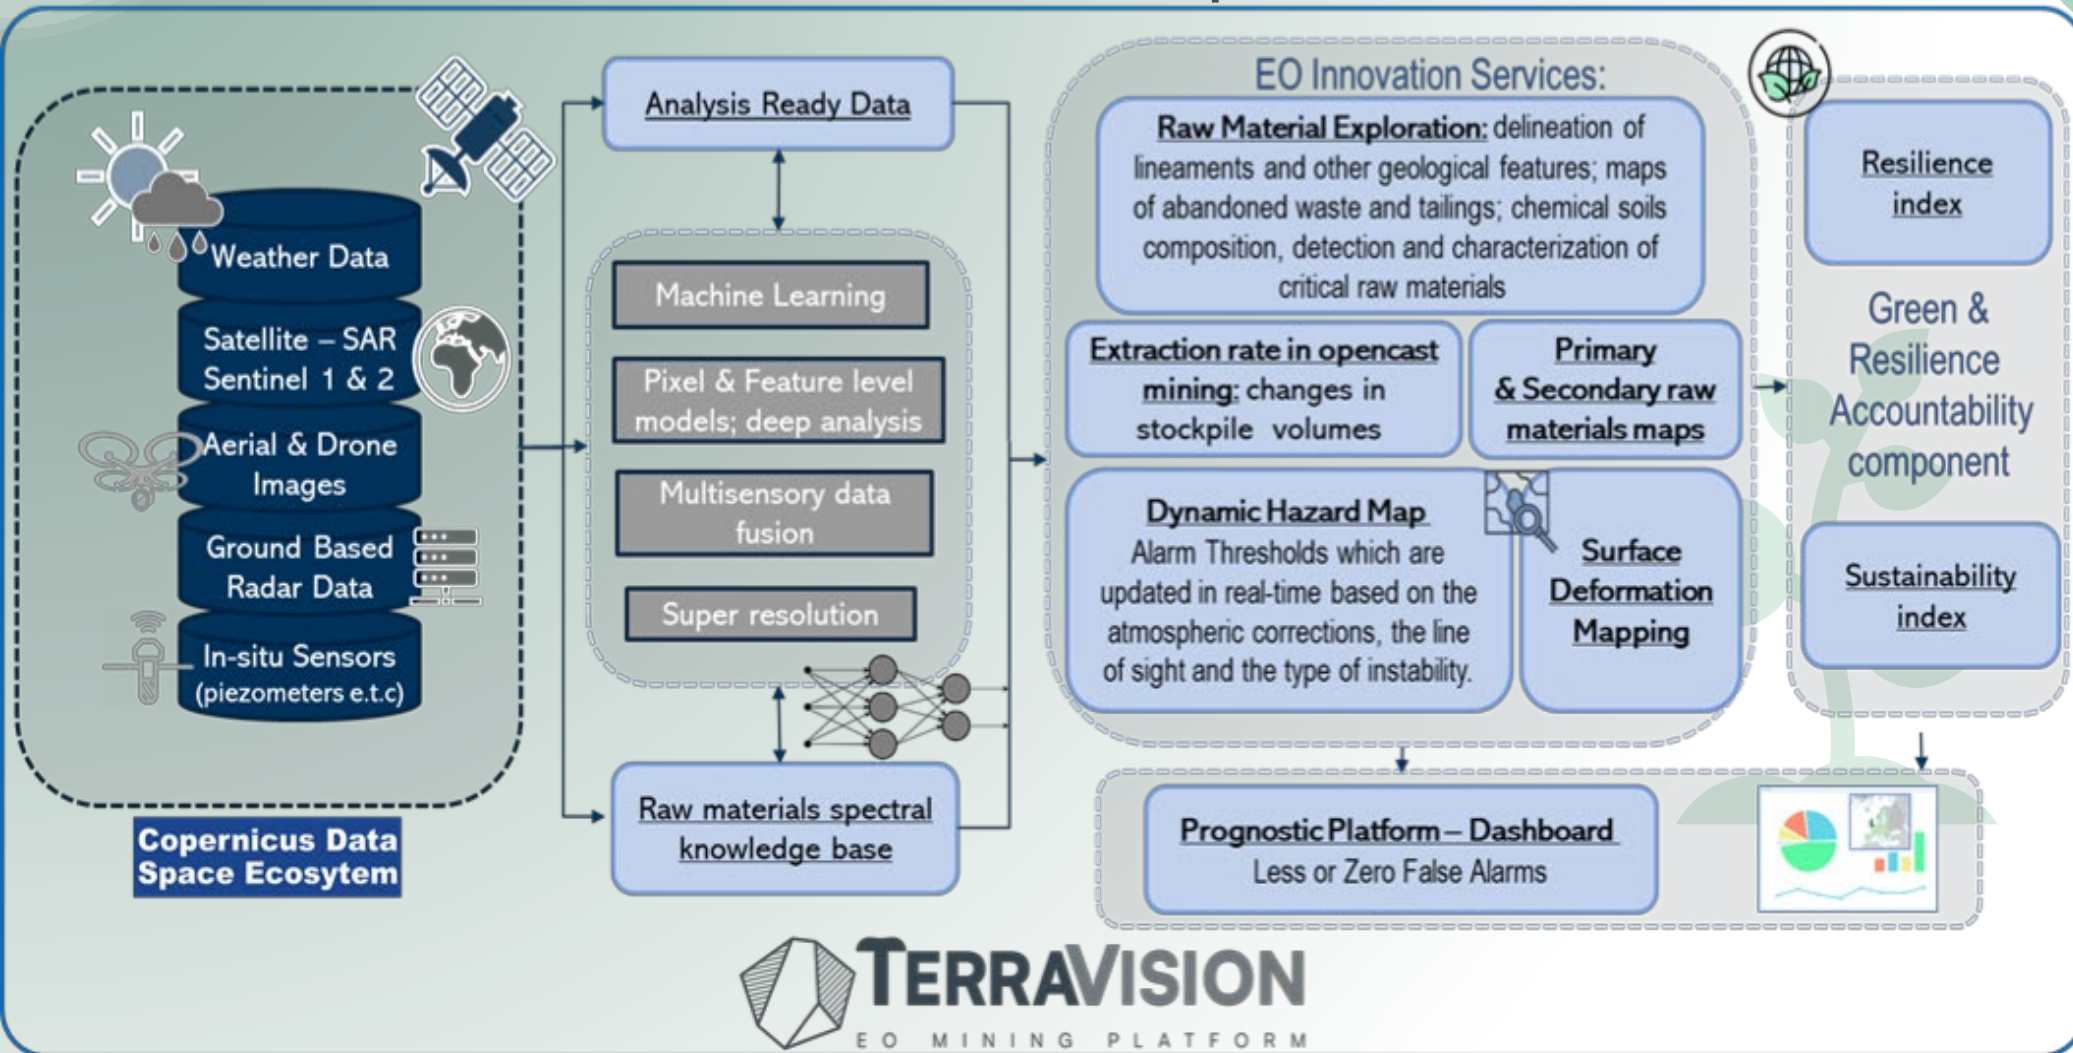 Weather Data
Satellite – SAR
Sentinel 1 & 2
Aerial & Drone
Images
Ground Based
Radar Data
In-situ Sensors
(piezometers e.t.c)
Copernicus Data
Space Ecosytem
Analysis Ready Data
Machine Learning
Pixel & Feature level
models; deep analysis
Multisensory data
fusion
Super resolution
Raw materials spectral
knowledge base
EO Innovation Services:
Raw Material Exploration: delineation of
lineaments and other geological features; maps
of abandoned waste and tailings; chemical soils
composition, detection and characterization of
critical raw materials
Extraction rate in opencast
mining: changes in
stockpile volumes
Primary
& Secondary raw
materials maps
Dynamic Hazard Map
Alarm Thresholds which are
updated in real-time based on the
atmospheric corrections, the line
of sight and the type of instability.
Surface
Deformation
Mapping
Resilience
index
Green &
Resilience
Accountability
component
Sustainability
index
Prognostic Platform – Dashboard
Less or Zero False Alarms
TERRAVISION
EO MINING PLATFORM